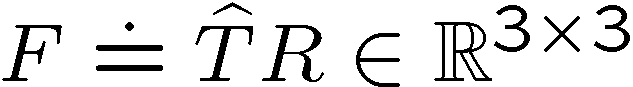 F ≐ T̂R ∈ ℝ³ˣ³